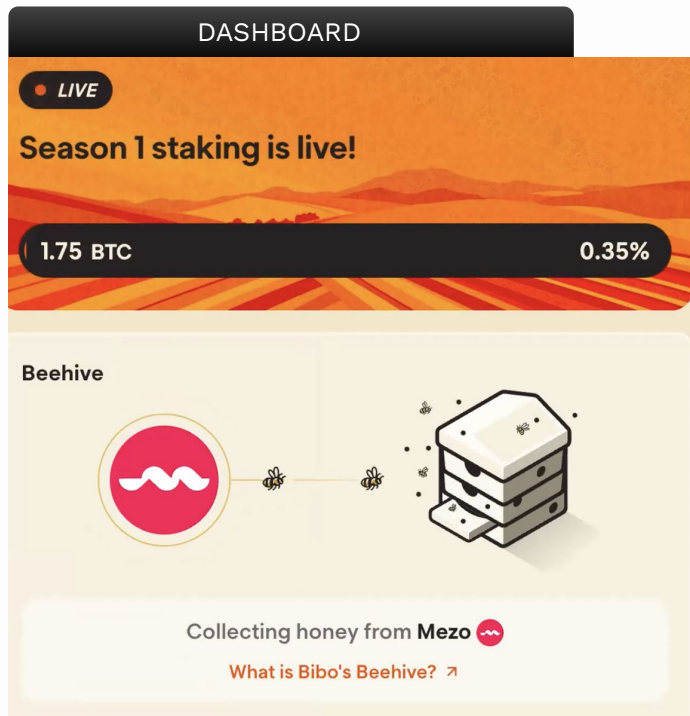 DASHBOARD
LIVE
Season 1 staking is live!
1.75 BTC 0.35%
Beehive
Collecting honey from Mezo
What is Bibo's Beehive? ↗